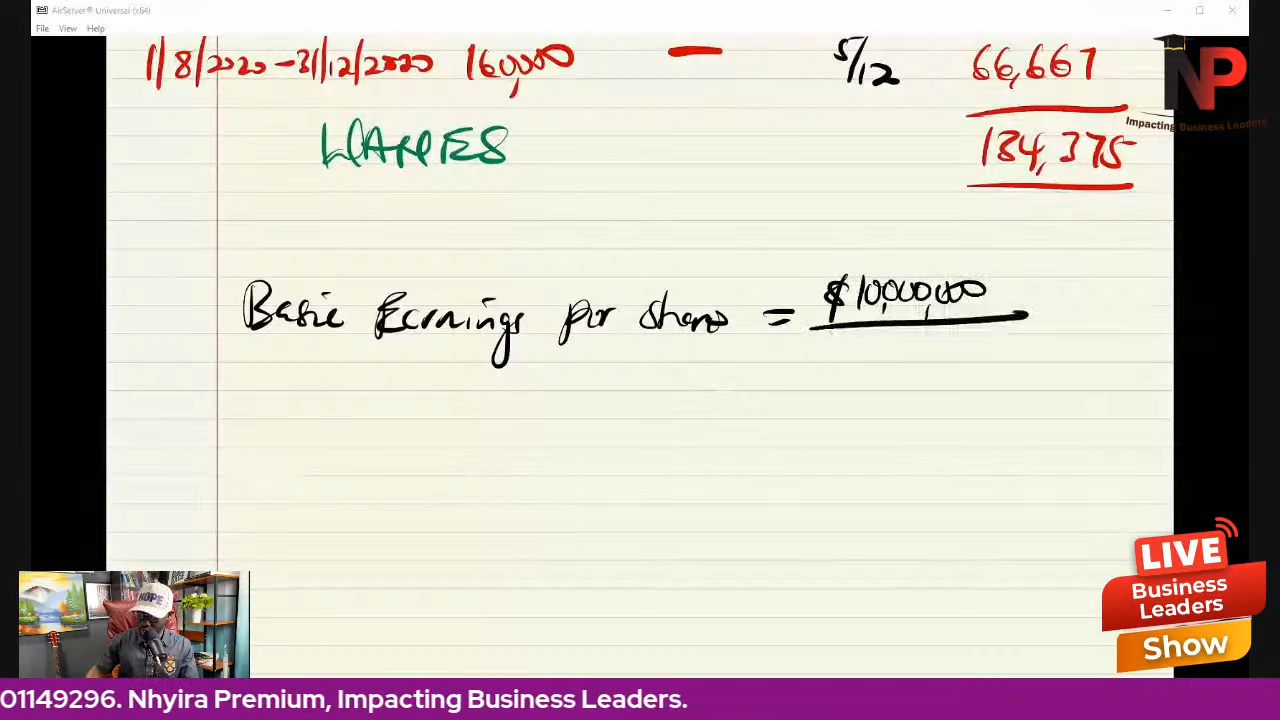 AirServer® Universal (x64)
File View Help
1/8/2020 - 31/12/2020 160,000 - 5/12 66,667
134,375
NP
Impacting Business Leaders
Basic Earnings per share = $10,000,000
HOPE
LIVE
Business
Leaders
Show
01149296. Nhyira Premium, Impacting Business Leaders.